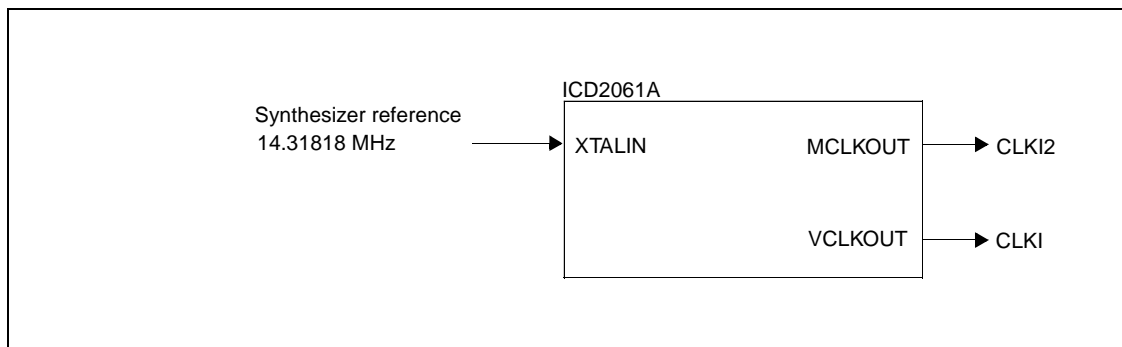 ICD2061A
Synthesizer reference
14.31818 MHz
XTALIN
MCLKOUT
CLKI2
VCLKOUT
CLKI